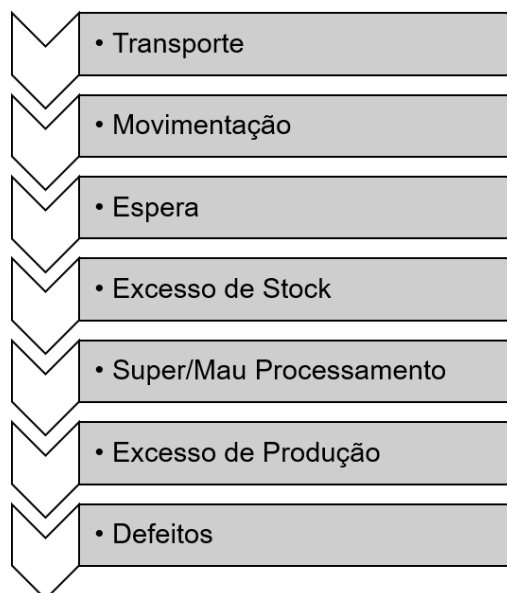 • Transporte
• Movimentação
• Espera
• Excesso de Stock
• Super/Mau Processamento
• Excesso de Produção
• Defeitos